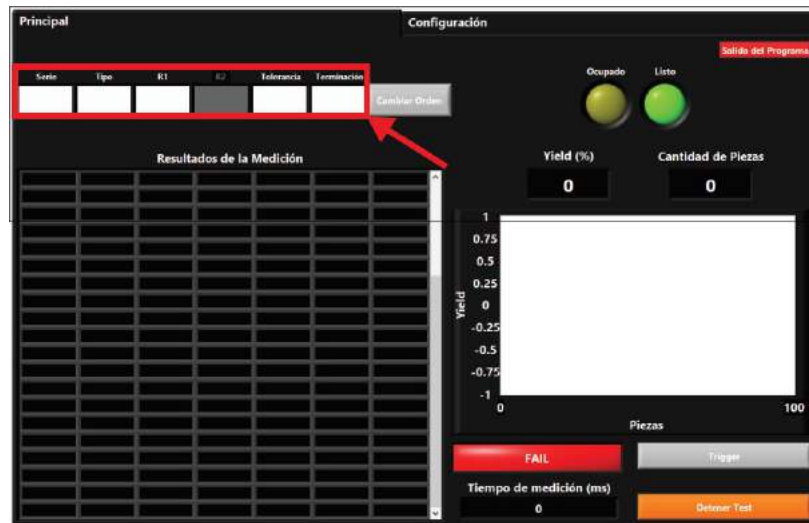 Principal
Configuración
Salida del Programa
Serie Tipo R1 R2 Tolerancia Terminación
Cambiar Orden
Ocupado Listo
Resultados de la Medición
Yield (%) Cantidad de Piezas
0 0
1
0.75
0.5
0.25
0
-0.25
-0.5
-0.75
-1
Yield
0 100
Piezas
FAIL
Trigger
Tiempo de medición (ms)
0
Detener Test